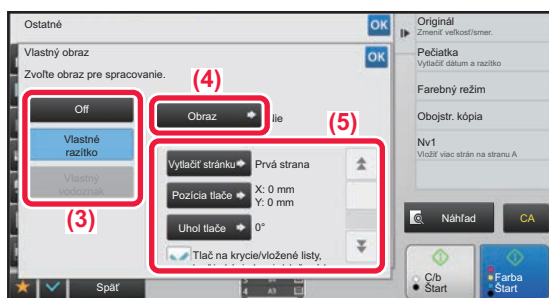 Ostatné
OK
Vlastný obraz
OK
Zvoľte obraz pre spracovanie.
(4)
Off
Vlastné
razítko
Vlastný
vodoznak
(3)
Obraz
lie
(5)
Vytlačiť stránku
Prvá strana
Pozícia tlače
X: 0 mm
Y: 0 mm
Uhol tlače
0°
Tlač na krycie/vložené listy,
Späť
4 A3
Originál
Zmeniť veľkosť/smer.
Pečiatka
Vytlačiť dátum a razítko
Farebný režim
Obojstr. kópia
Nv1
Vložiť viac strán na stranu A
Náhľad
CA
C/b
Štart
Farba
Štart